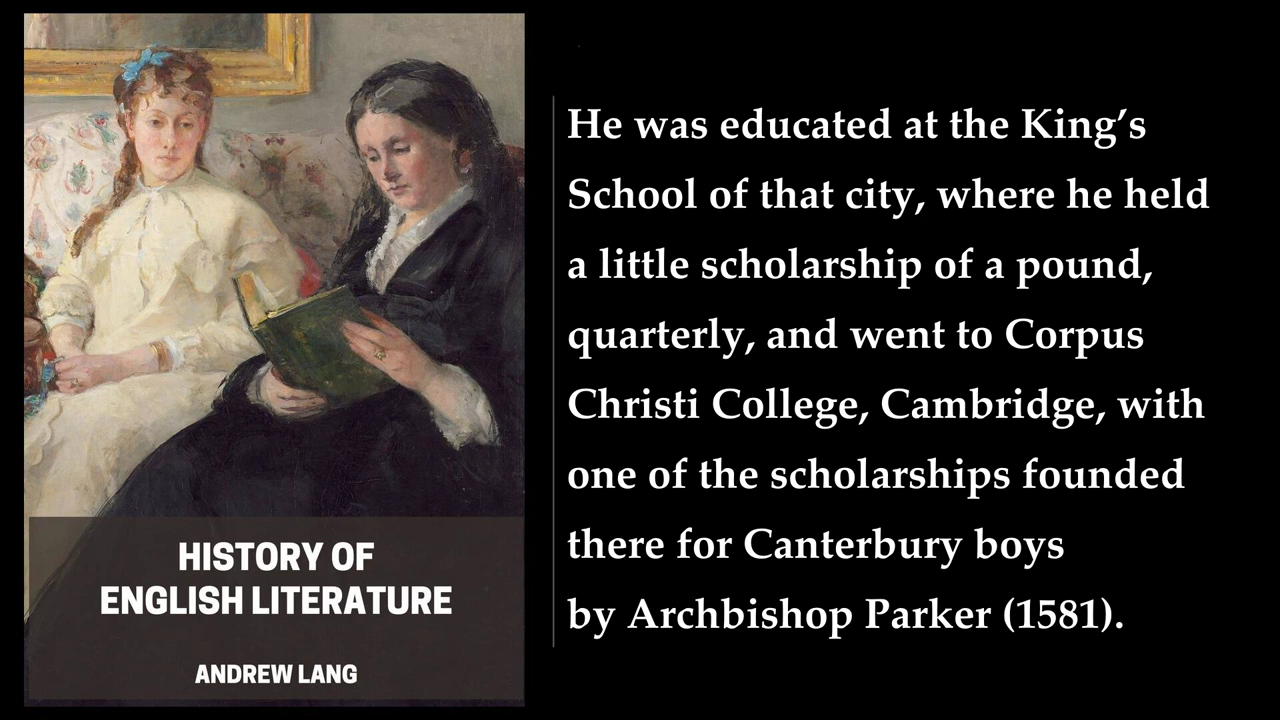 HISTORY OF
ENGLISH LITERATURE
ANDREW LANG
He was educated at the King’s
School of that city, where he held
a little scholarship of a pound,
quarterly, and went to Corpus
Christi College, Cambridge, with
one of the scholarships founded
there for Canterbury boys
by Archbishop Parker (1581).